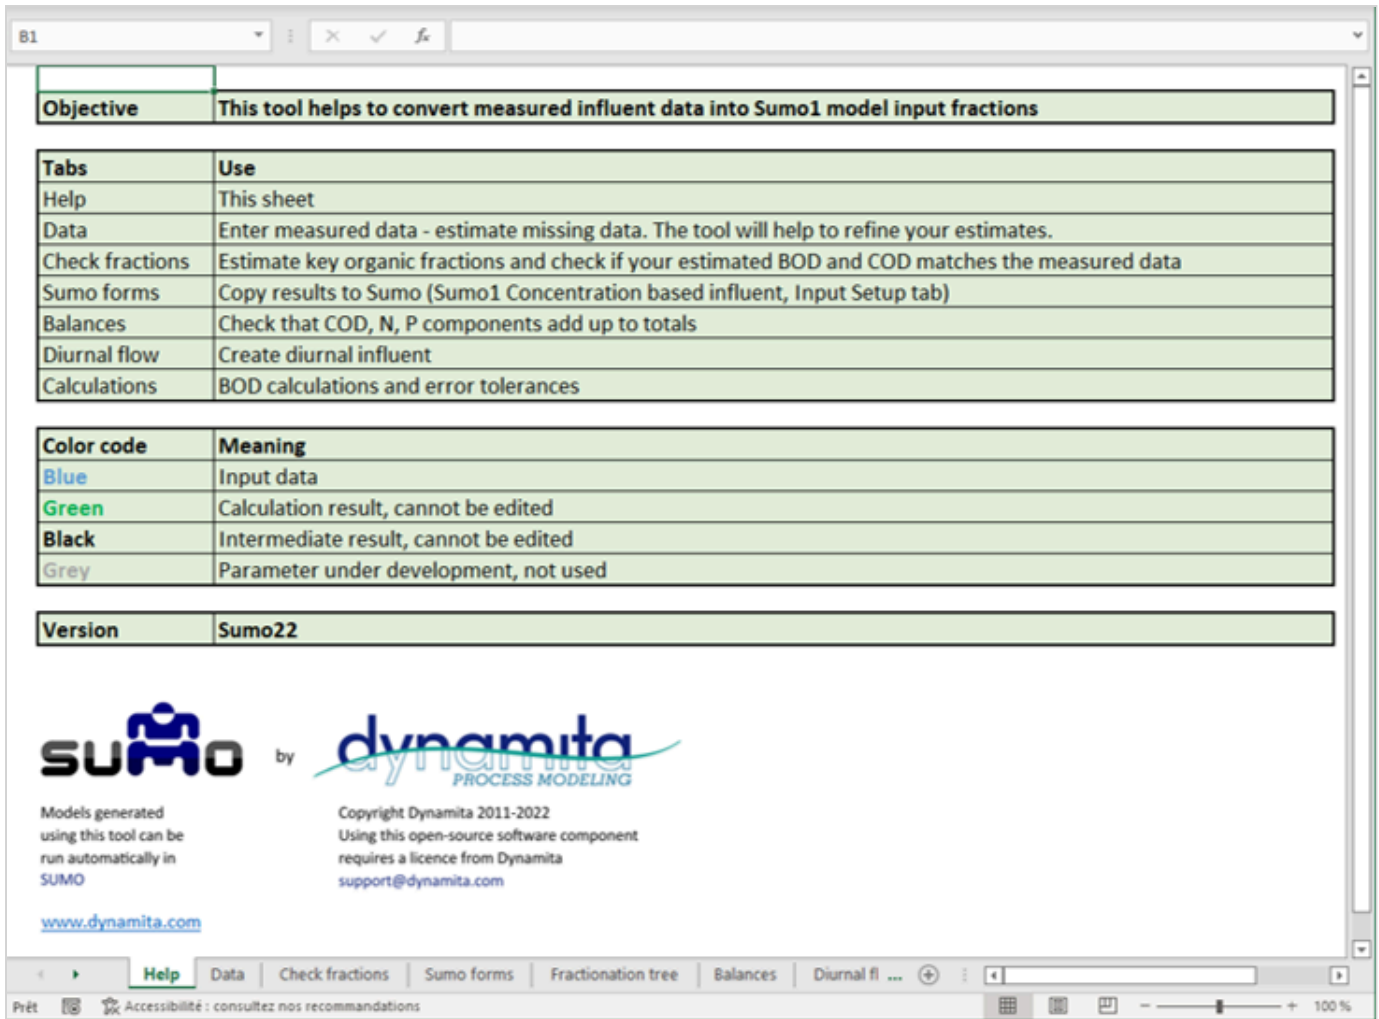 B1
fx
Objective This tool helps to convert measured influent data into Sumo1 model input fractions
Tabs Use
Help This sheet
Data Enter measured data - estimate missing data. The tool will help to refine your estimates.
Check fractions Estimate key organic fractions and check if your estimated BOD and COD matches the measured data
Sumo forms Copy results to Sumo (Sumo1 Concentration based influent, Input Setup tab)
Balances Check that COD, N, P components add up to totals
Diurnal flow Create diurnal influent
Calculations BOD calculations and error tolerances
Color code Meaning
Blue Input data
Green Calculation result, cannot be edited
Black Intermediate result, cannot be edited
Grey Parameter under development, not used
Version Sumo22
sumo by dynamita
PROCESS MODELING
Models generated Copyright Dynamita 2011-2022
using this tool can be Using this open-source software component
run automatically in requires a licence from Dynamita
SUMO support@dynamita.com
www.dynamita.com
Help Data Check fractions Sumo forms Fractionation tree Balances Diurnal fl ...
Prêt Accessibilité : consultez nos recommandations 100 %